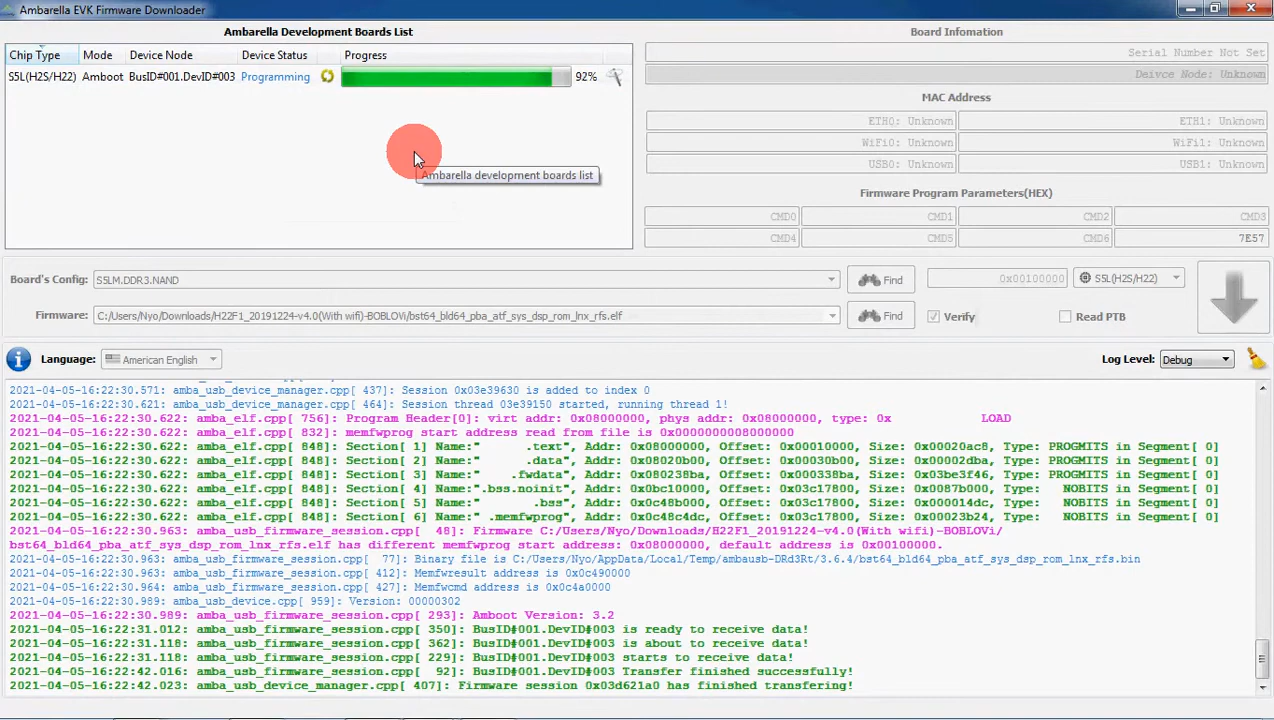 Ambarella EVK Firmware Downloader
Ambarella Development Boards List
Chip Type Mode Device Node Device Status Progress
S5L(H2S/H22) Amboot BusID#001.DevID#003 Programming 92%
Ambarella development boards list
Board Infomation
Serial Number Not Set
Deivce Node: Unknown
MAC Address
ETH0: Unknown ETH1: Unknown
WiFi0: Unknown WiFi1: Unknown
USB0: Unknown USB1: Unknown
Firmware Program Parameters(HEX)
CMD0 CMD1 CMD2 CMD3
CMD4 CMD5 CMD6 7E57
Board's Config: S5LM.DDR3.NAND Find 0x00100000 S5L(H2S/H22)
Firmware: C:/Users/Nyo/Downloads/H22F1_20191224-v4.0(With wifi)-BOBLOVi/bst64_bld64_pba_atf_sys_dsp_rom_lnx_rfs.elf Find Verify Read PTB
Language: American English Log Level: Debug
2021-04-05-16:22:30.571: amba_usb_device_manager.cpp[ 437]: Session 0x03e39630 is added to index 0
2021-04-05-16:22:30.621: amba_usb_device_manager.cpp[ 464]: Session thread 03e39150 started, running thread 1!
2021-04-05-16:22:30.622: amba_elf.cpp[ 756]: Program Header[0]: virt addr: 0x08000000, phys addr: 0x08000000, type: 0x LOAD
2021-04-05-16:22:30.622: amba_elf.cpp[ 832]: memfwprog start address read from file is 0x0000000008000000
2021-04-05-16:22:30.622: amba_elf.cpp[ 848]: Section[ 1] Name:" .text", Addr: 0x08000000, Offset: 0x00010000, Size: 0x00020ac8, Type: PROGMITS in Segment[ 0]
2021-04-05-16:22:30.622: amba_elf.cpp[ 848]: Section[ 2] Name:" .data", Addr: 0x08020b00, Offset: 0x00030b00, Size: 0x00002dba, Type: PROGMITS in Segment[ 0]
2021-04-05-16:22:30.622: amba_elf.cpp[ 848]: Section[ 3] Name:" .fwdata", Addr: 0x080238ba, Offset: 0x000338ba, Size: 0x03be3f46, Type: PROGMITS in Segment[ 0]
2021-04-05-16:22:30.622: amba_elf.cpp[ 848]: Section[ 4] Name:".bss.noinit", Addr: 0x0bc10000, Offset: 0x03c17800, Size: 0x0087b000, Type: NOBITS in Segment[ 0]
2021-04-05-16:22:30.622: amba_elf.cpp[ 848]: Section[ 5] Name:" .bss", Addr: 0x0c48b000, Offset: 0x03c17800, Size: 0x000014dc, Type: NOBITS in Segment[ 0]
2021-04-05-16:22:30.622: amba_elf.cpp[ 848]: Section[ 6] Name:" .memfwprog", Addr: 0x0c48c4dc, Offset: 0x03c17800, Size: 0x00023b24, Type: NOBITS in Segment[ 0]
2021-04-05-16:22:30.963: amba_usb_firmware_session.cpp[ 48]: Firmware C:/Users/Nyo/Downloads/H22F1_20191224-v4.0(With wifi)-BOBLOVi/
bst64_bld64_pba_atf_sys_dsp_rom_lnx_rfs.elf has different memfwprog start address: 0x08000000, default address is 0x00100000.
2021-04-05-16:22:30.963: amba_usb_firmware_session.cpp[ 77]: Binary file is C:/Users/Nyo/AppData/Local/Temp/ambausb-DRd3Rt/3.6.4/bst64_bld64_pba_atf_sys_dsp_rom_lnx_rfs.bin
2021-04-05-16:22:30.963: amba_usb_firmware_session.cpp[ 412]: Memfwresult address is 0x0c490000
2021-04-05-16:22:30.964: amba_usb_firmware_session.cpp[ 427]: Memfwcmd address is 0x0c4a0000
2021-04-05-16:22:30.989: amba_usb_device.cpp[ 959]: Version: 00000302
2021-04-05-16:22:30.989: amba_usb_firmware_session.cpp[ 293]: Amboot Version: 3.2
2021-04-05-16:22:31.012: amba_usb_firmware_session.cpp[ 350]: BusID#001.DevID#003 is ready to receive data!
2021-04-05-16:22:31.118: amba_usb_firmware_session.cpp[ 362]: BusID#001.DevID#003 is about to receive data!
2021-04-05-16:22:31.118: amba_usb_firmware_session.cpp[ 229]: BusID#001.DevID#003 starts to receive data!
2021-04-05-16:22:42.016: amba_usb_firmware_session.cpp[ 92]: BusID#001.DevID#003 Transfer finished successfully!
2021-04-05-16:22:42.023: amba_usb_device_manager.cpp[ 407]: Firmware session 0x03d621a0 has finished transfering!